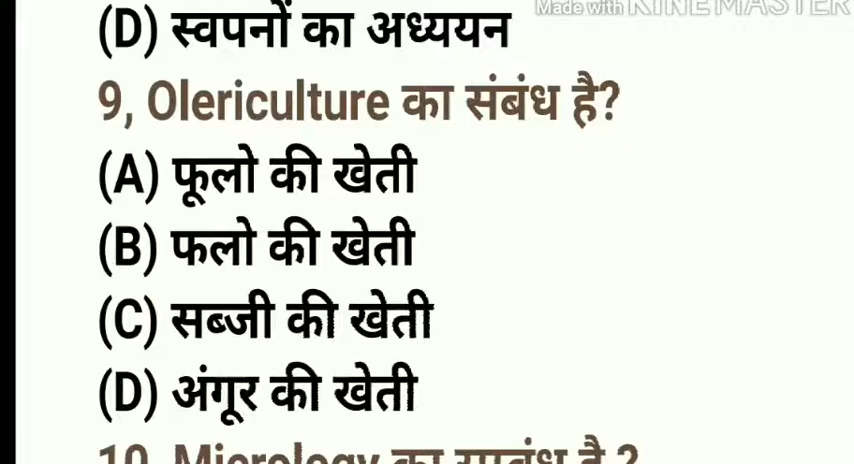 Made with KINEMASTER
(D) स्वपनों का अध्ययन
9, Olericulture का संबंध है?
(A) फूलो की खेती
(B) फलो की खेती
(C) सब्जी की खेती
(D) अंगूर की खेती
10 Micrology का है ?